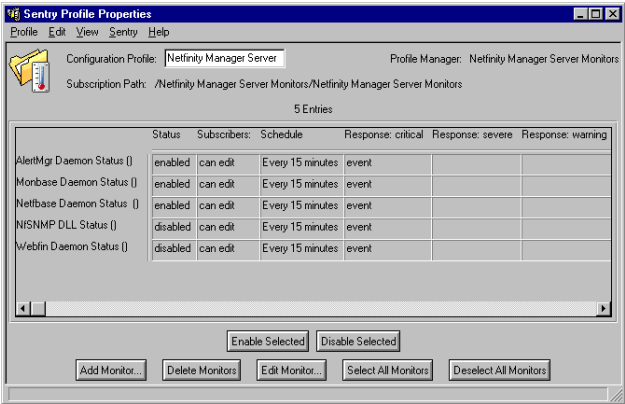 Sentry Profile Properties
Profile Edit View Sentry Help
Configuration Profile: Netfinity Manager Server Profile Manager: Netfinity Manager Server Monitors
Subscription Path: /Netfinity Manager Server Monitors/Netfinity Manager Server Monitors
5 Entries
Status Subscribers: Schedule Response: critical Response: severe Response: warning
AlertMgr Daemon Status () enabled can edit Every 15 minutes event
Monbase Daemon Status () enabled can edit Every 15 minutes event
Netfbase Daemon Status () enabled can edit Every 15 minutes event
NfSNMP DLL Status () disabled can edit Every 15 minutes event
Webfin Daemon Status () disabled can edit Every 15 minutes event
Enable Selected Disable Selected
Add Monitor... Delete Monitors Edit Monitor... Select All Monitors Deselect All Monitors